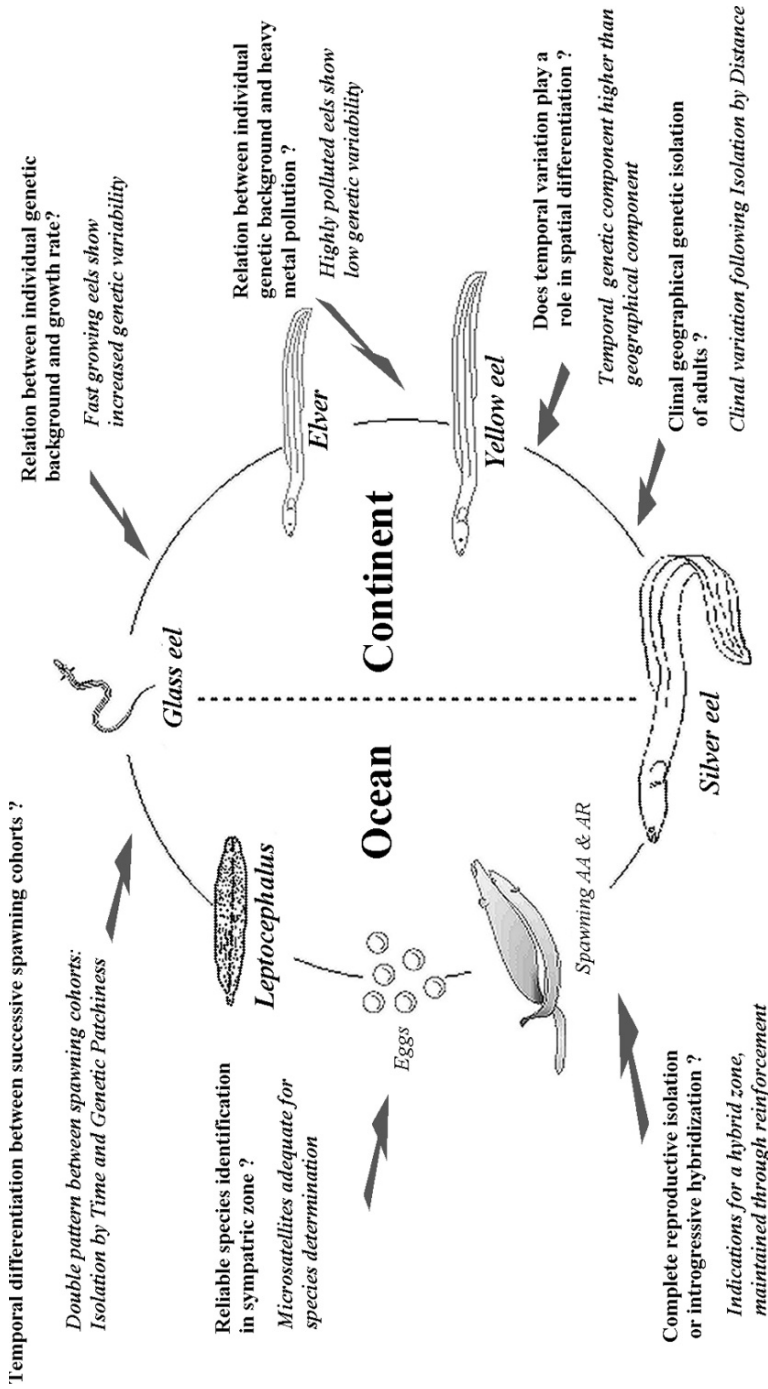 Temporal differentiation between successive spawning cohorts ?
Double pattern between spawning cohorts:
Isolation by Time and Genetic Patchiness
Relation between individual genetic
background and growth rate?
Fast growing eels show
increased genetic variability
Glass eel
Reliable species identification
in sympatric zone ?
Microsatellites adequate for
species determination
Leptocephalus
Elver
Relation between individual
genetic background and heavy
metal pollution ?
Highly polluted eels show
low genetic variability
Eggs
Ocean
Continent
Spawning AA & AR
Yellow eel
Does temporal variation play a
role in spatial differentiation ?
Temporal genetic component higher than
geographical component
Complete reproductive isolation
or introgressive hybridization ?
Indications for a hybrid zone,
maintained through reinforcement
Silver eel
Clinal geographical genetic isolation
of adults ?
Clinal variation following Isolation by Distance